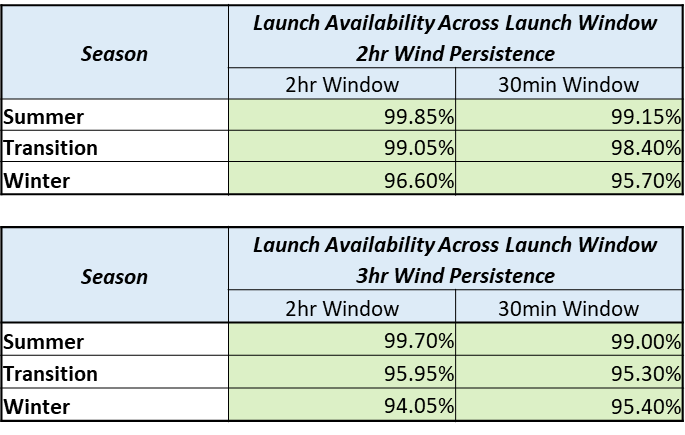 Season
Launch Availability Across Launch Window
2hr Wind Persistence
2hr Window 30min Window
Summer 99.85% 99.15%
Transition 99.05% 98.40%
Winter 96.60% 95.70%
Season
Launch Availability Across Launch Window
3hr Wind Persistence
2hr Window 30min Window
Summer 99.70% 99.00%
Transition 95.95% 95.30%
Winter 94.05% 95.40%